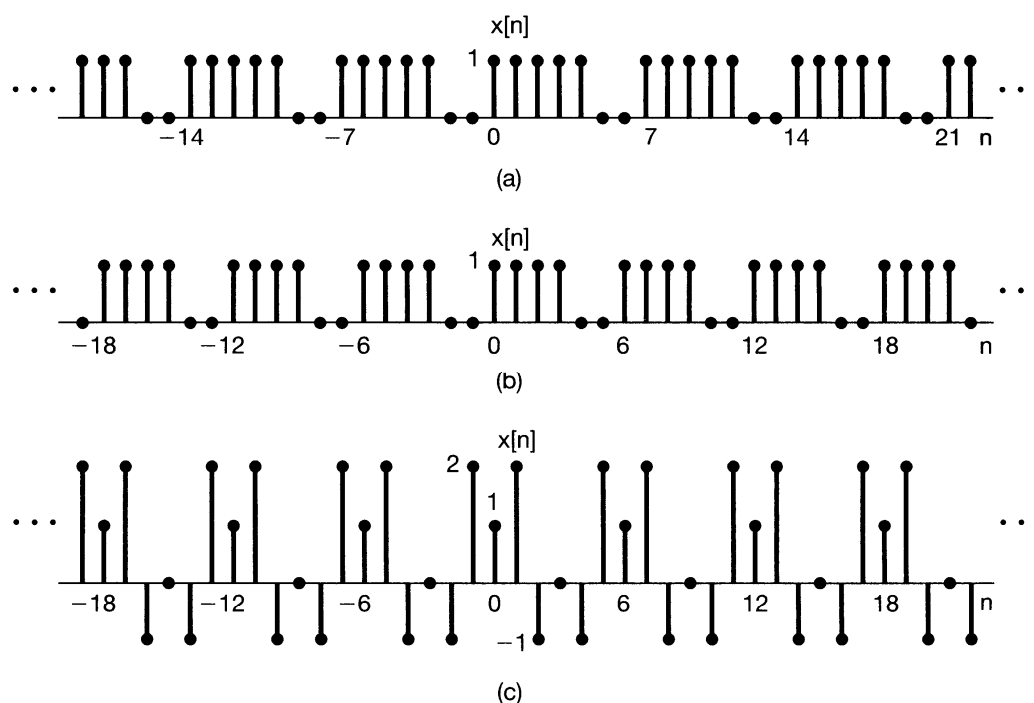 x[n]
1
. . .
. .
−14 −7 0 7 14 21 n
(a)
x[n]
1
. . .
. .
−18 −12 −6 0 6 12 18 n
(b)
x[n]
2
1
. . .
. .
−18 −12 −6 0 6 12 18 n
−1
(c)